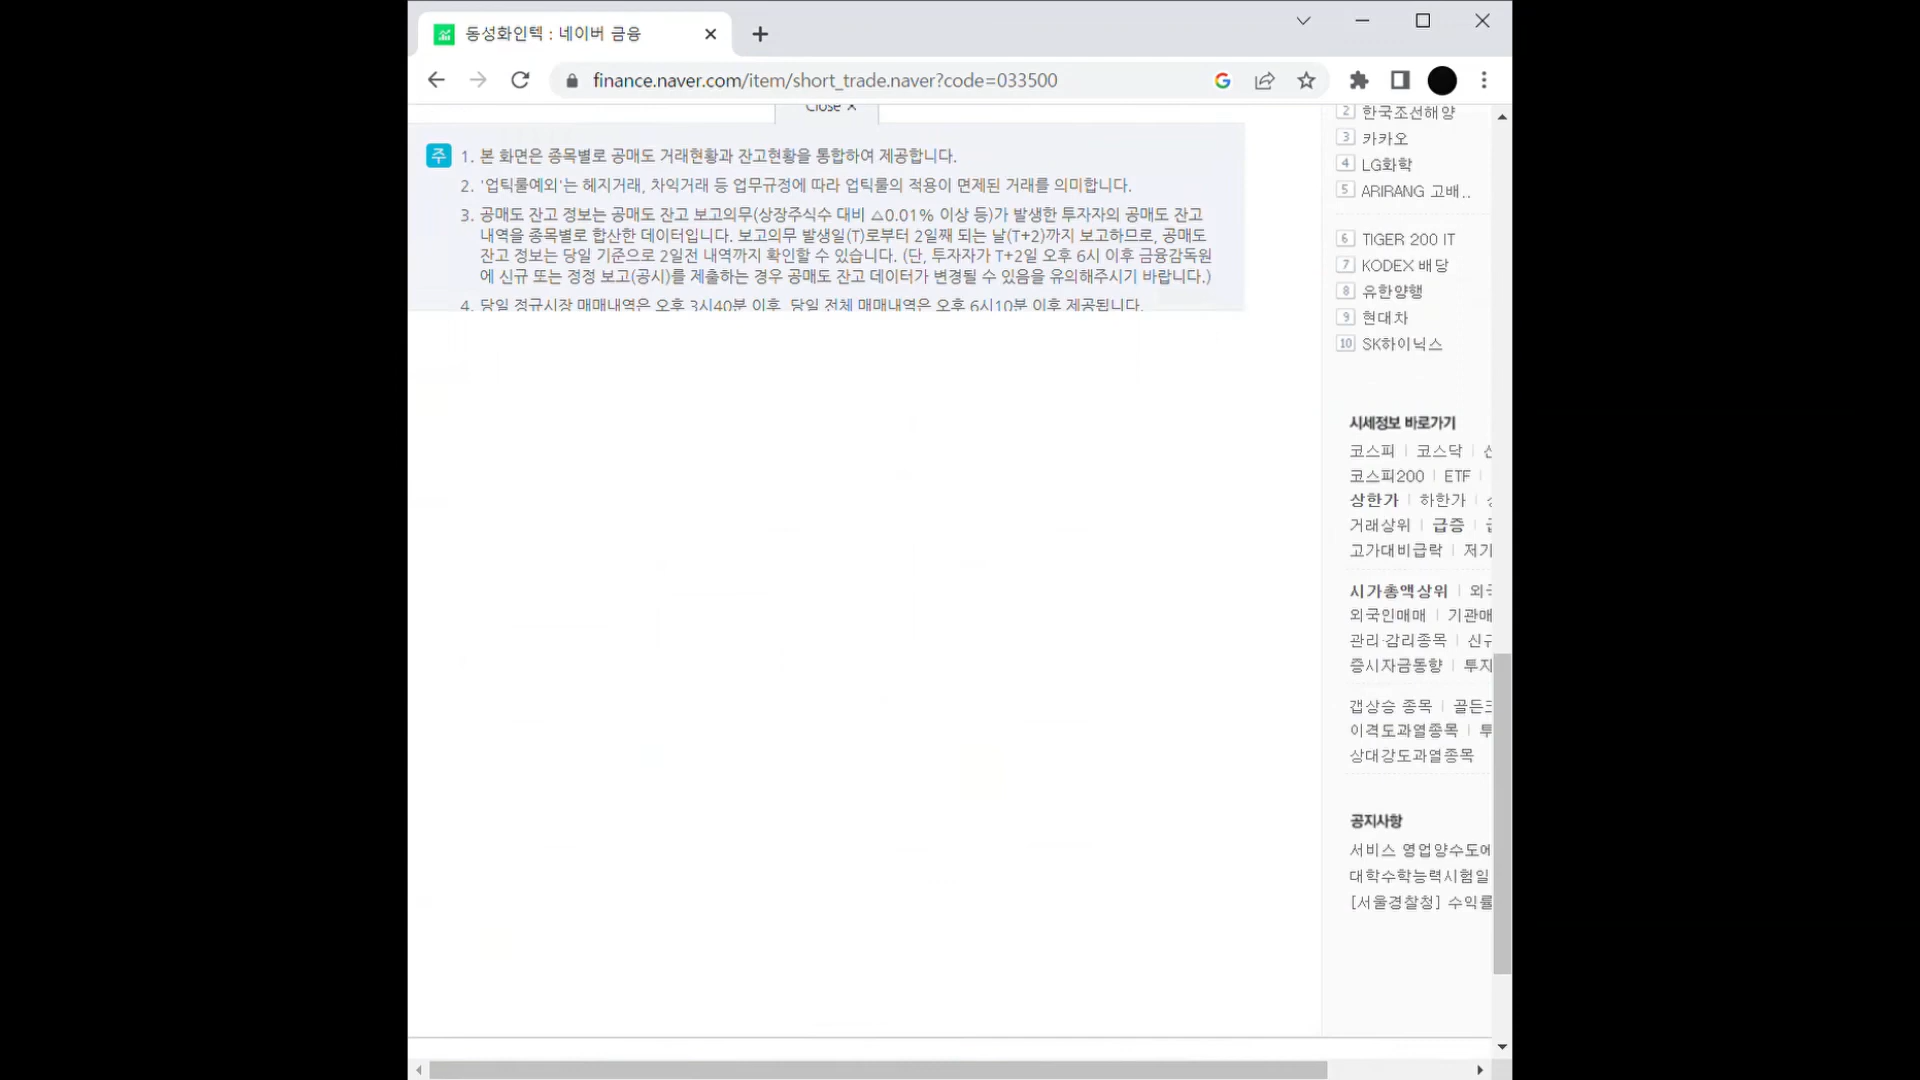 동성화인텍 : 네이버 금융
finance.naver.com/item/short_trade.naver?code=033500
Close ×
주
1. 본 화면은 종목별로 공매도 거래현황과 잔고현황을 통합하여 제공합니다.
2. '업틱룰예외'는 헤지거래, 차익거래 등 업무규정에 따라 업틱룰의 적용이 면제된 거래를 의미합니다.
3. 공매도 잔고 정보는 공매도 잔고 보고의무(상장주식수 대비 △0.01% 이상 등)가 발생한 투자자의 공매도 잔고
내역을 종목별로 합산한 데이터입니다. 보고의무 발생일(T)로부터 2일째 되는 날(T+2)까지 보고하므로, 공매도
잔고 정보는 당일 기준으로 2일전 내역까지 확인할 수 있습니다. (단, 투자자가 T+2일 오후 6시 이후 금융감독원
에 신규 또는 정정 보고(공시)를 제출하는 경우 공매도 잔고 데이터가 변경될 수 있음을 유의해주시기 바랍니다.)
4. 당일 정규시장 매매내역은 오후 3시40분 이후, 당일 전체 매매내역은 오후 6시10분 이후 제공됩니다.
2 한국조선해양
3 카카오
4 LG화학
5 ARIRANG 고배..
6 TIGER 200 IT
7 KODEX 배당
8 유한양행
9 현대차
10 SK하이닉스
시세정보 바로가기
코스피 | 코스닥 |
코스피200 | ETF |
상한가 | 하한가 |
거래상위 | 급증 |
고가대비급락 | 저가
시가총액상위 | 외국
외국인매매 | 기관매
관리·감리종목 | 신규
증시자금동향 | 투자
갭상승 종목 | 골든크
이격도과열종목 | 투
상대강도과열종목
공지사항
서비스 영업양수도에
대학수학능력시험일
[서울경찰청] 수익률